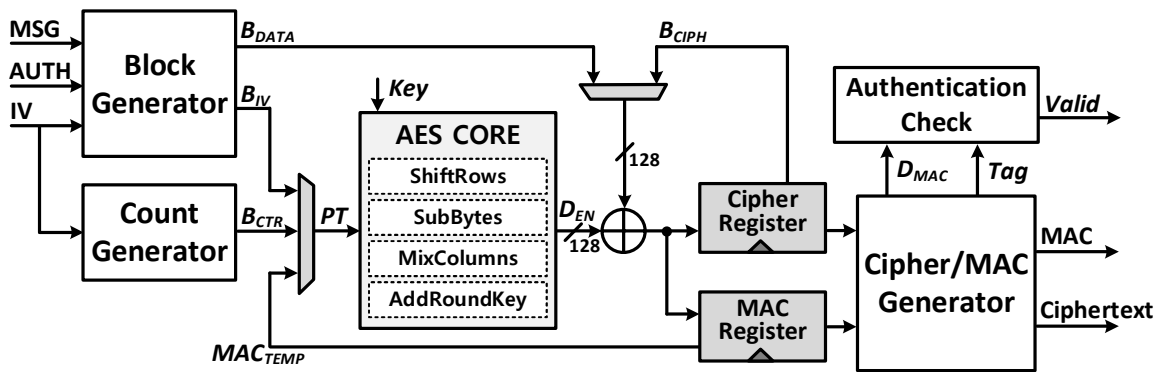 MSG
AUTH
IV
Block
Generator
B_DATA
B_IV
Count
Generator
B_CTR
PT
Key
AES CORE
ShiftRows
SubBytes
MixColumns
AddRoundKey
D_EN
128
128
B_CIPH
Cipher
Register
MAC
Register
MAC_TEMP
Authentication
Check
Valid
D_MAC
Tag
Cipher/MAC
Generator
MAC
Ciphertext